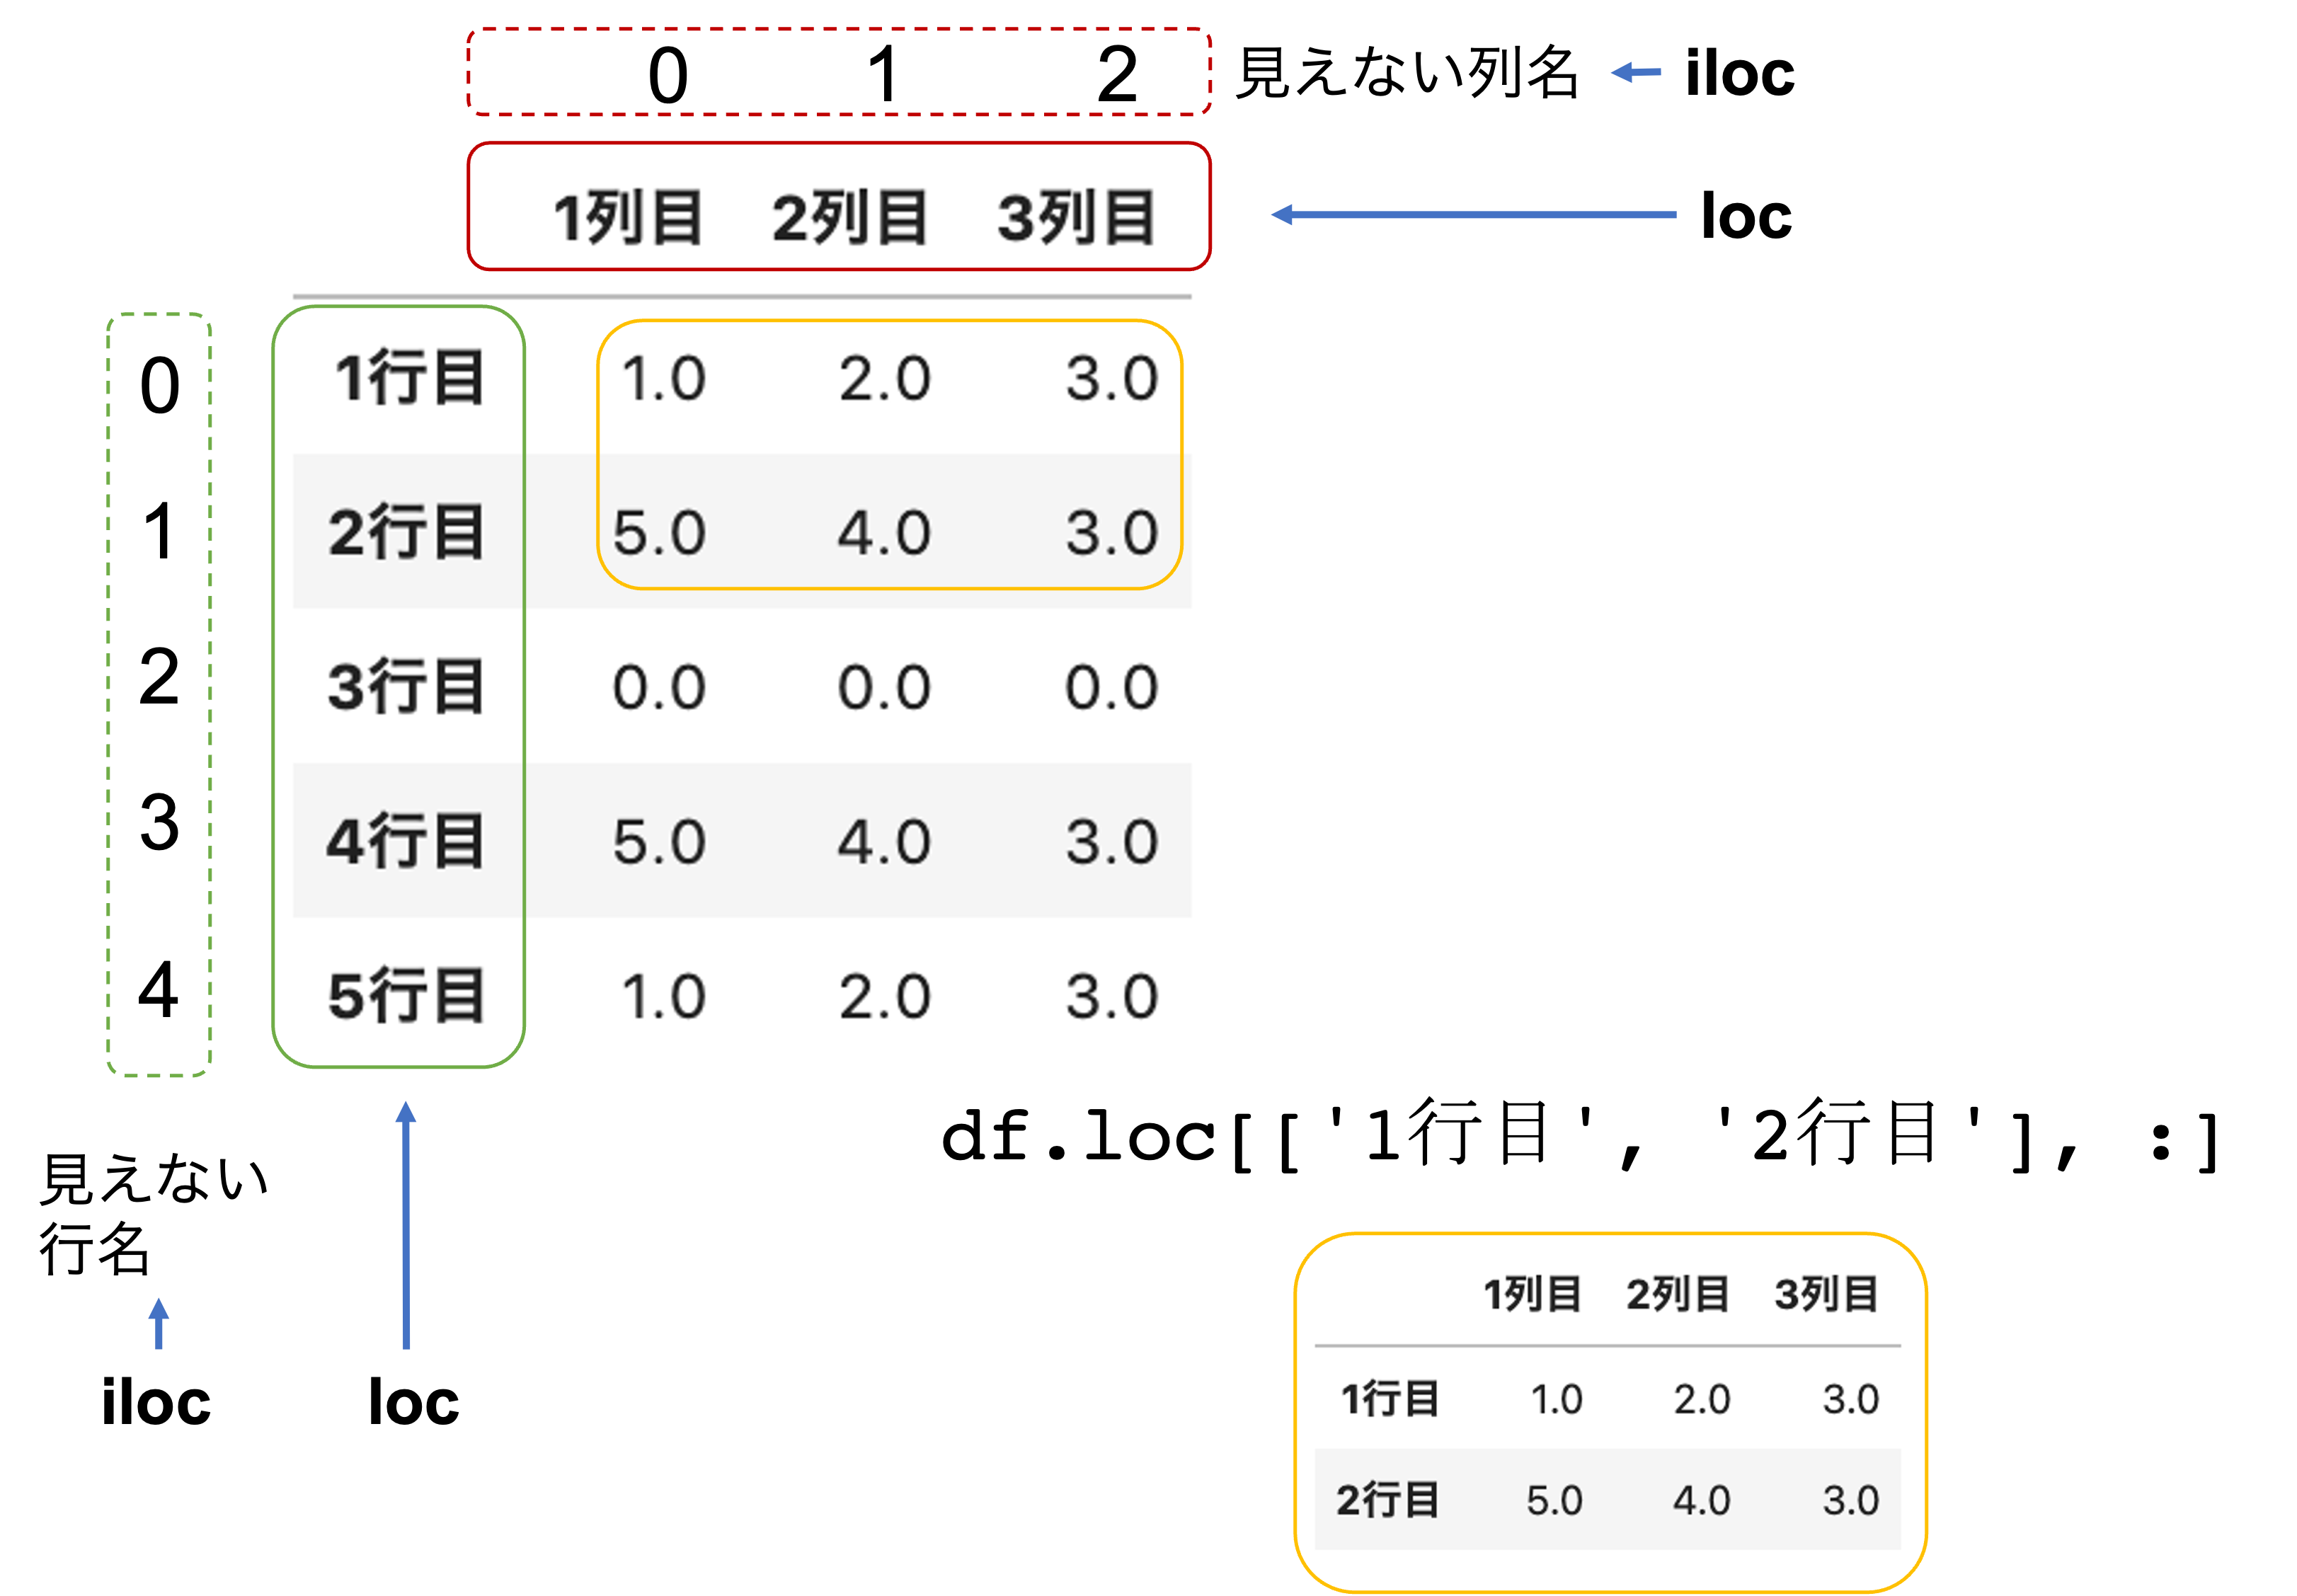 0 1 2 見えない列名 iloc
1列目 2列目 3列目 loc
0 1行目 1.0 2.0 3.0
1 2行目 5.0 4.0 3.0
2 3行目 0.0 0.0 0.0
3 4行目 5.0 4.0 3.0
4 5行目 1.0 2.0 3.0
見えない
行名
iloc loc
df.loc[['1行目', '2行目'], :]
1列目 2列目 3列目
1行目 1.0 2.0 3.0
2行目 5.0 4.0 3.0